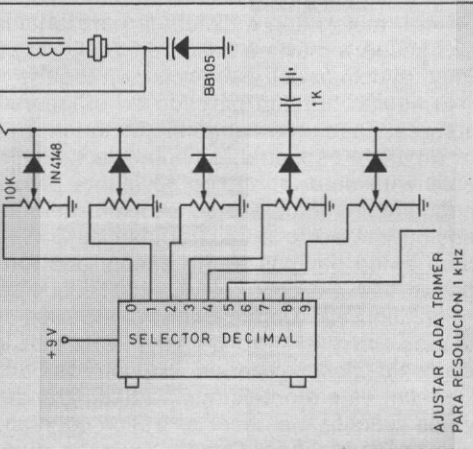 BB105
1K
10K
IN4148
0 1 2 3 4 5 6 7 8 9
SELECTOR DECIMAL
+9V
AJUSTAR CADA TRIMER
PARA RESOLUCIÓN 1 kHz